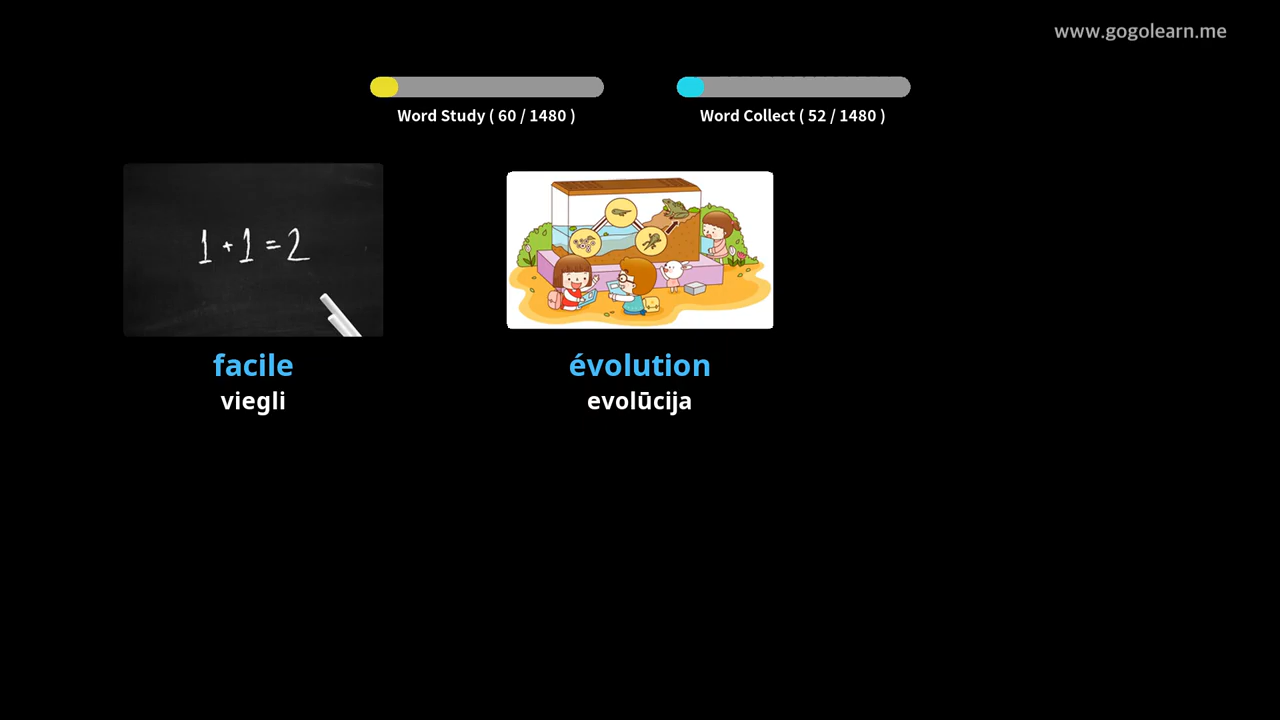 www.gogolearn.me
Word Study ( 60 / 1480 )
Word Collect ( 52 / 1480 )
1 + 1 = 2
facile
viegli
évolution
evolūcija